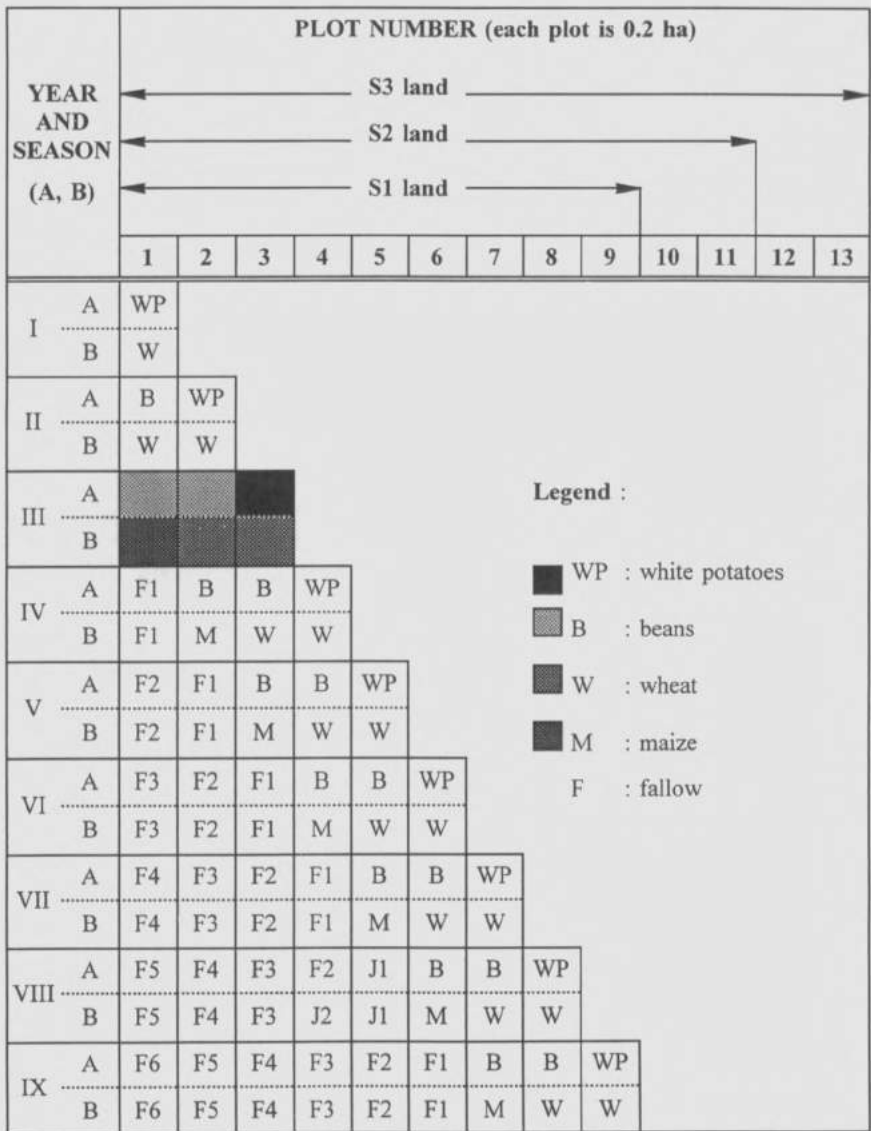 PLOT NUMBER (each plot is 0.2 ha)
YEAR AND SEASON (A, B)
S3 land
S2 land
S1 land
1 2 3 4 5 6 7 8 9 10 11 12 13
I A WP
B W
II A B WP
B W W
III A
B
Legend :
WP : white potatoes
B : beans
W : wheat
M : maize
F : fallow
IV A F1 B B WP
B F1 M W W
V A F2 F1 B B WP
B F2 F1 M W W
VI A F3 F2 F1 B B WP
B F3 F2 F1 M W W
VII A F4 F3 F2 F1 B B WP
B F4 F3 F2 F1 M W W
VIII A F5 F4 F3 F2 J1 B B WP
B F5 F4 F3 J2 J1 M W W
IX A F6 F5 F4 F3 F2 F1 B B WP
B F6 F5 F4 F3 F2 F1 M W W